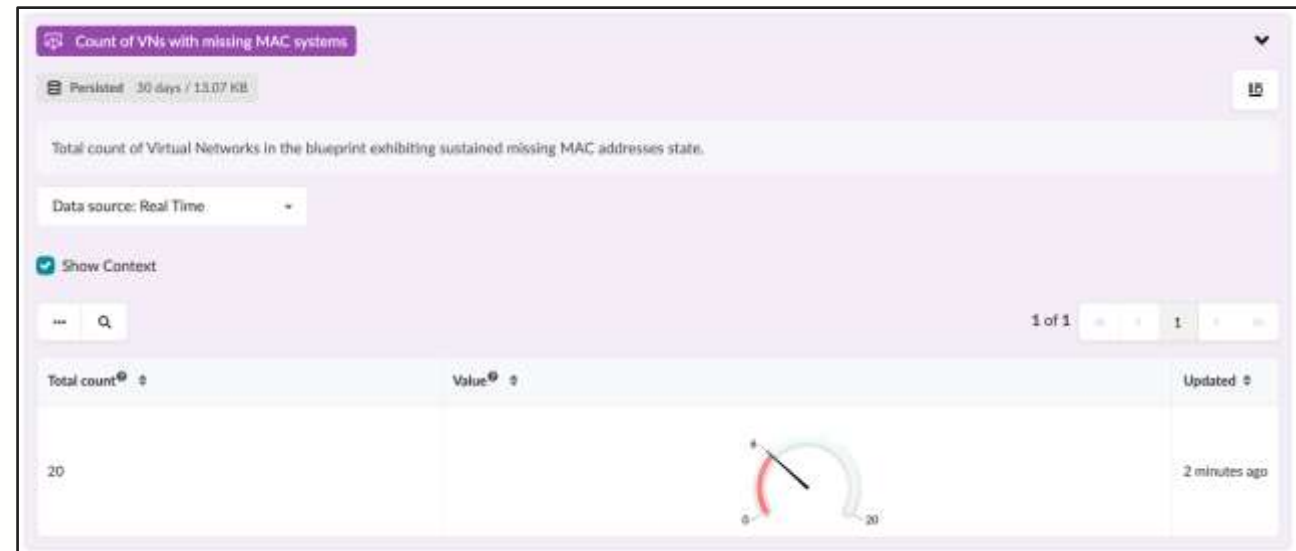 Count of VNs with missing MAC systems
Persisted 30 days / 13.07 KB
Total count of Virtual Networks in the blueprint exhibiting sustained missing MAC addresses state.
Data source: Real Time
Show Context
1 of 1 1
Total count Value Updated
20 2 minutes ago
6
0 20